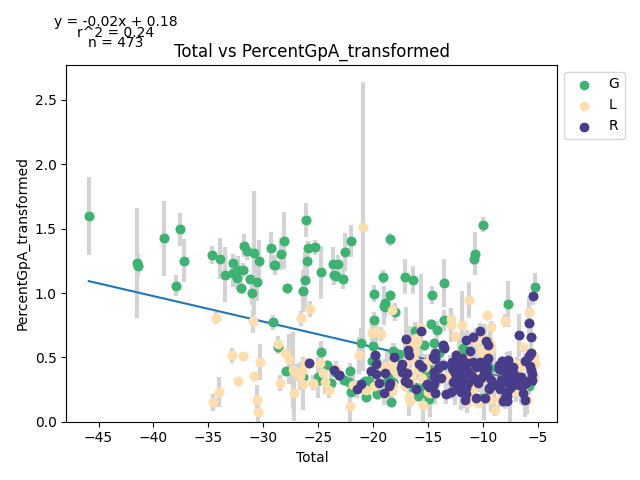 y = -0.02x + 0.18
r^2 = 0.24
n = 473
Total vs PercentGpA_transformed
G
L
R
PercentGpA_transformed
2.5
2.0
1.5
1.0
0.5
0.0
−45
−40
−35
−30
−25
−20
−15
−10
−5
Total